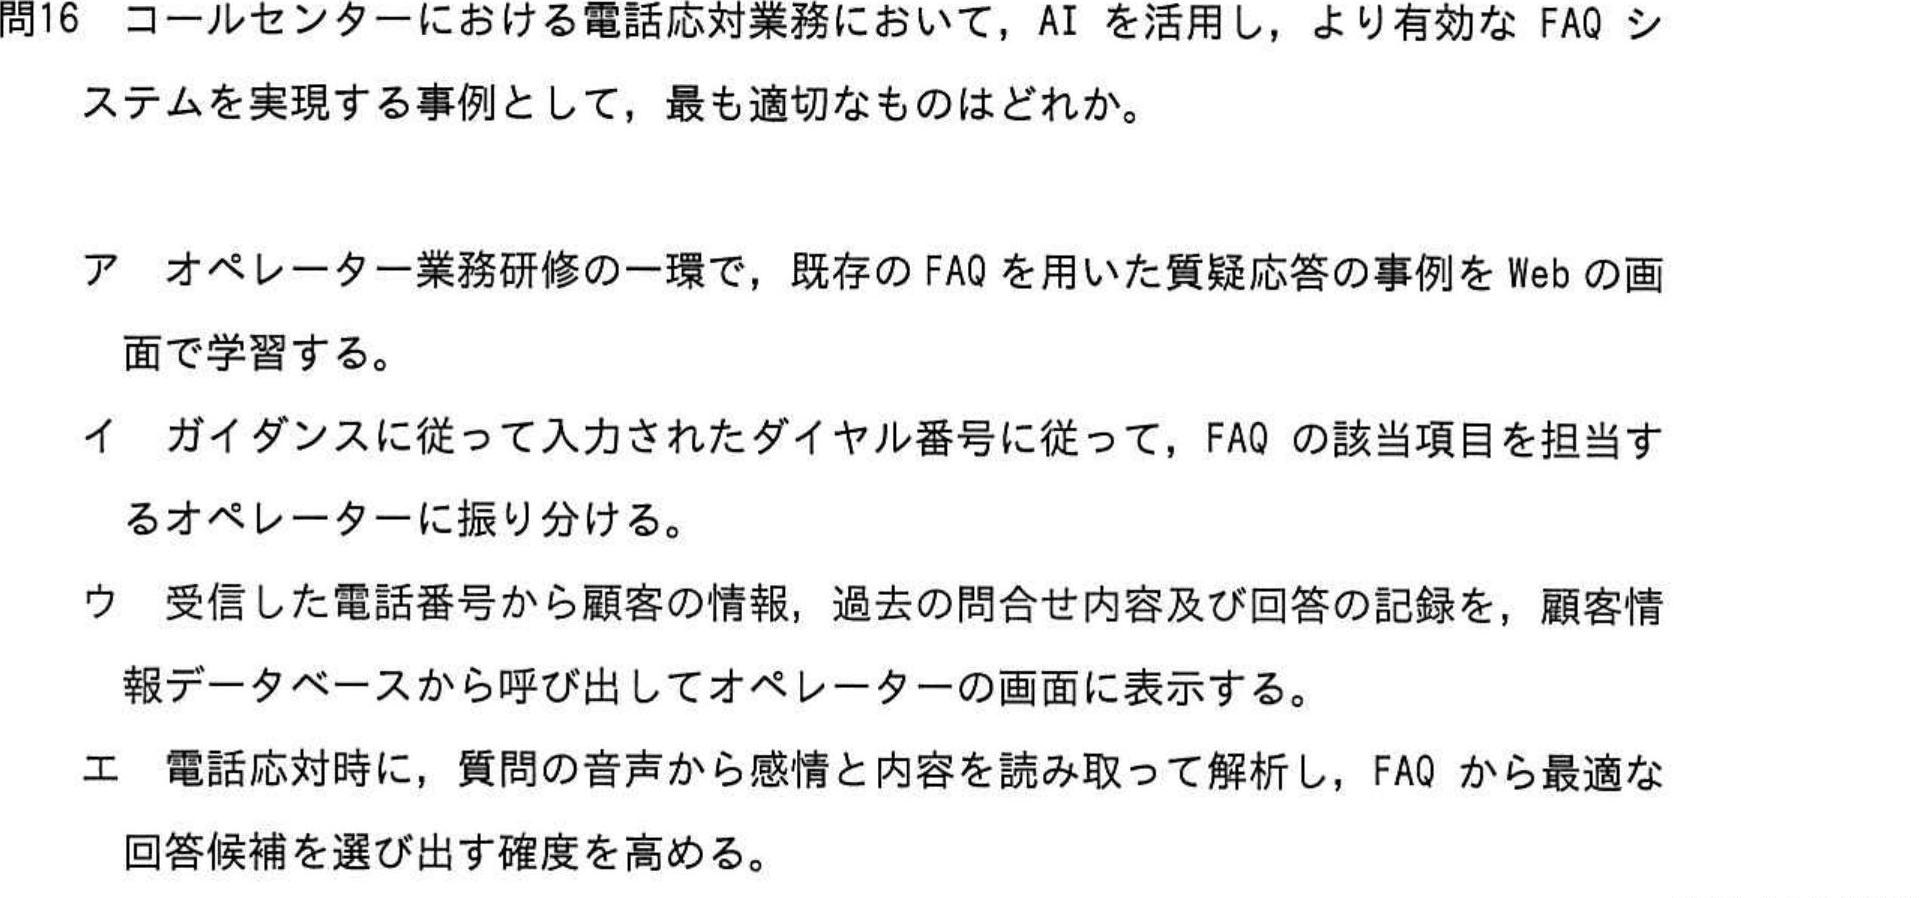 問16 コールセンターにおける電話応対業務において，AI を活用し，より有効な FAQ シ
ステムを実現する事例として，最も適切なものはどれか。
ア オペレーター業務研修の一環で，既存の FAQ を用いた質疑応答の事例を Web の画
面で学習する。
イ ガイダンスに従って入力されたダイヤル番号に従って，FAQ の該当項目を担当す
るオペレーターに振り分ける。
ウ 受信した電話番号から顧客の情報，過去の問合せ内容及び回答の記録を，顧客情
報データベースから呼び出してオペレーターの画面に表示する。
エ 電話応対時に，質問の音声から感情と内容を読み取って解析し，FAQ から最適な
回答候補を選び出す確度を高める。